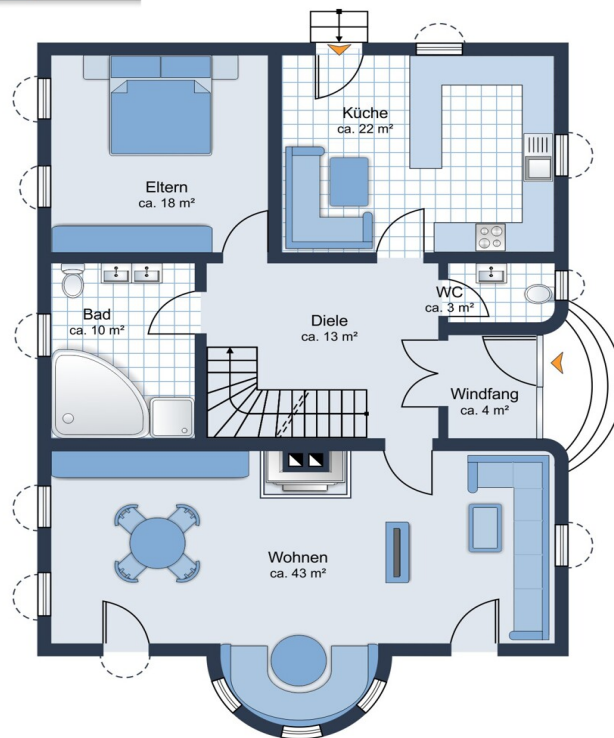 Küche
ca. 22 m²
Eltern
ca. 18 m²
WC
ca. 3 m²
Bad
ca. 10 m²
Diele
ca. 13 m²
Windfang
ca. 4 m²
Wohnen
ca. 43 m²